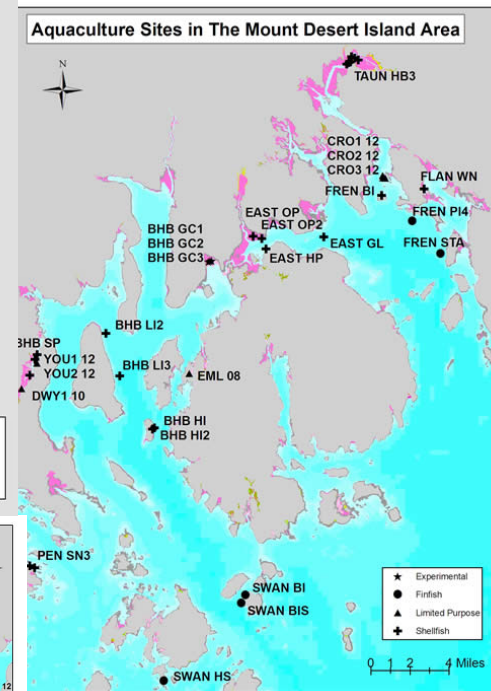 Aquaculture Sites in The Mount Desert Island Area
N
TAUN HB3
CRO1 12
CRO2 12
CRO3 12
FLAN WN
FREN BI
EAST OP
EAST OP2
FREN PI4
BHB GC1
BHB GC2
BHB GC3
EAST GL
FREN STA
EAST HP
BHB LI2
BHB SP
YOU1 12
YOU2 12
BHB LI3
EML 08
DWY1 10
BHB HI
BHB HI2
PEN SN3
SWAN BI
SWAN BIS
SWAN HS
Experimental
Finfish
Limited Purpose
Shellfish
0 2 4 Miles
12